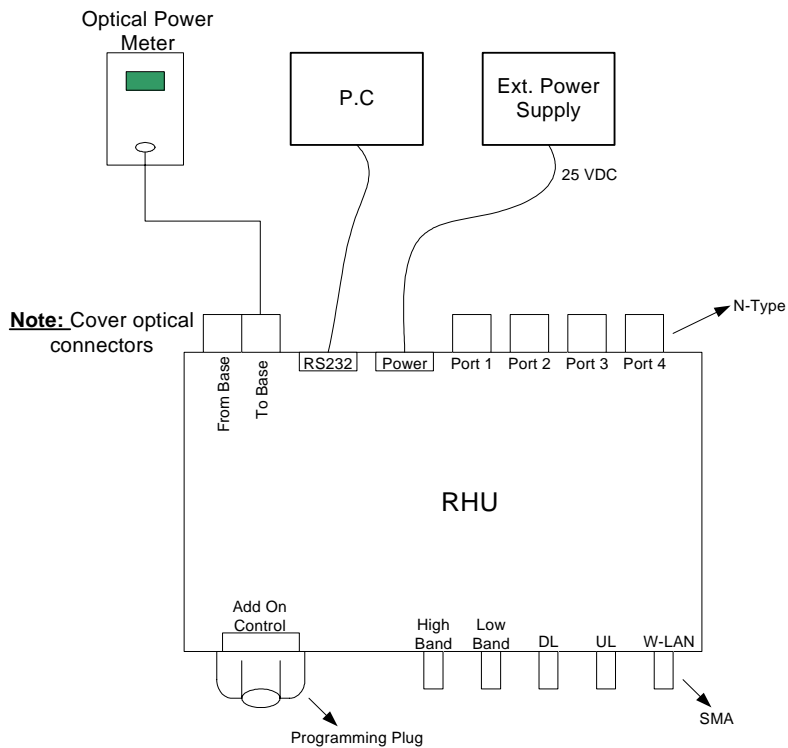 Optical Power
Meter
P.C
Ext. Power
Supply
25 VDC
Note: Cover optical
connectors
N-Type
From Base
To Base
RS232
Power
Port 1
Port 2
Port 3
Port 4
RHU
Add On
Control
High
Band
Low
Band
DL
UL
W-LAN
SMA
Programming Plug